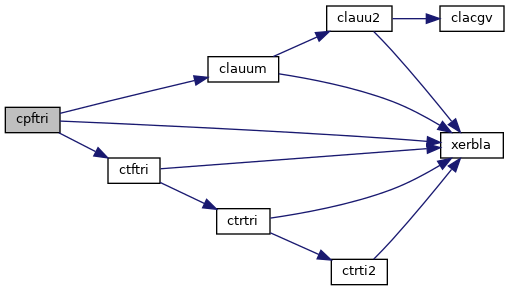 clauu2
clacgv
clauum
cpftri
xerbla
ctftri
ctrtri
ctrti2